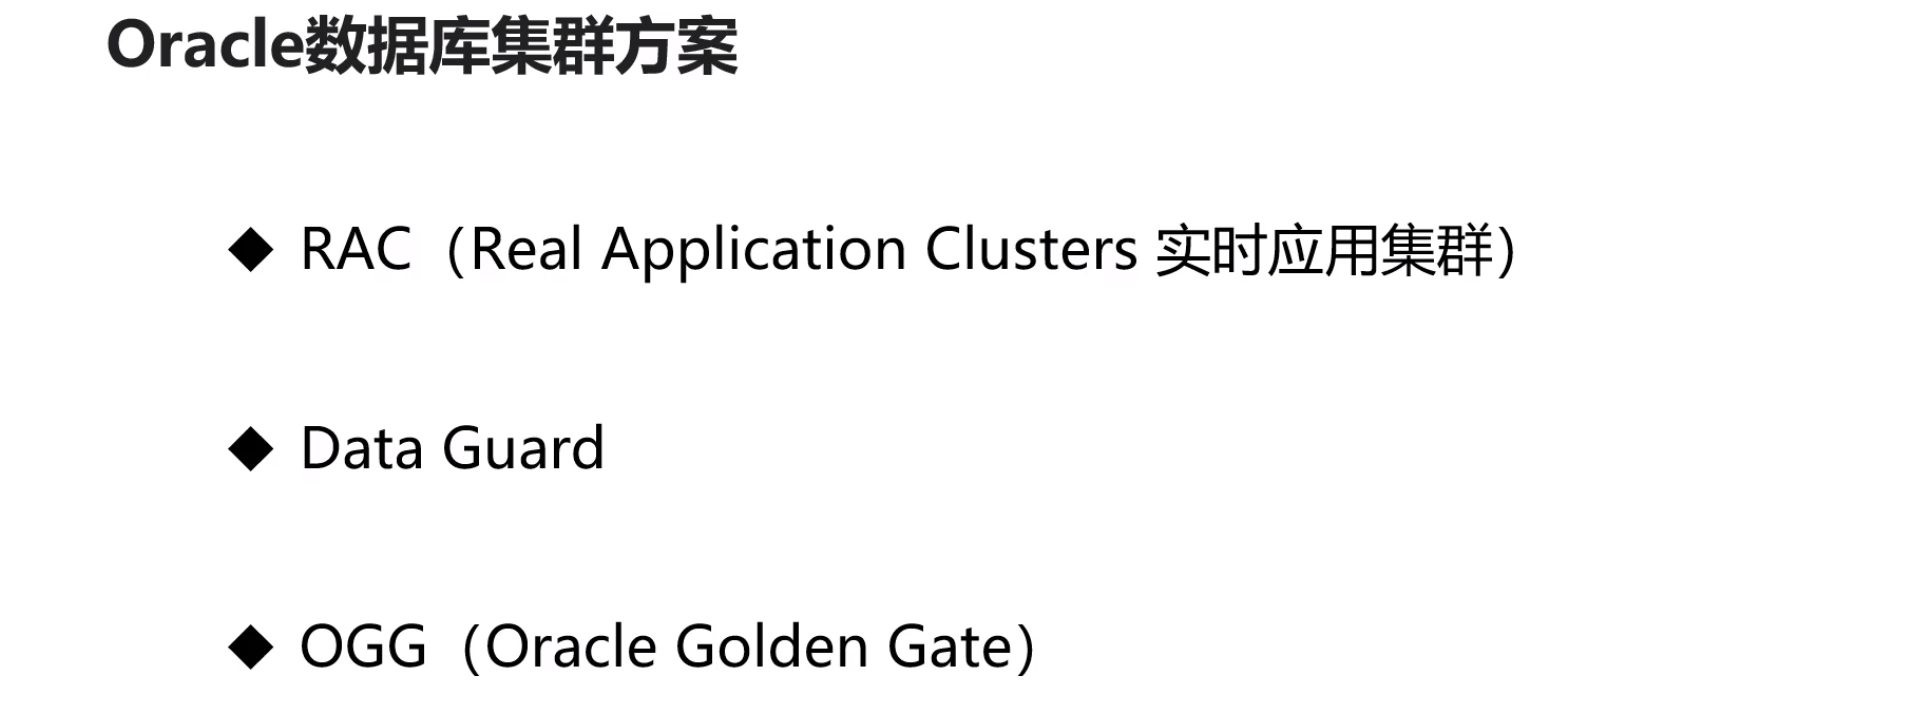 Oracle数据库集群方案
◆ RAC（Real Application Clusters 实时应用集群）
◆ Data Guard
◆ OGG（Oracle Golden Gate）